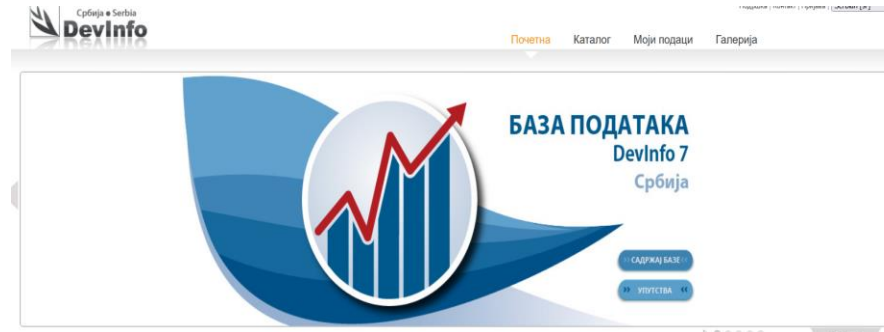 Србија • Serbia
DevInfo
Почетна Каталог Моји подаци Галерија
БАЗА ПОДАТАКА
DevInfo 7
Србија
›› САДРЖАЈ БАЗЕ ‹‹
›› УПУТСТВА ‹‹